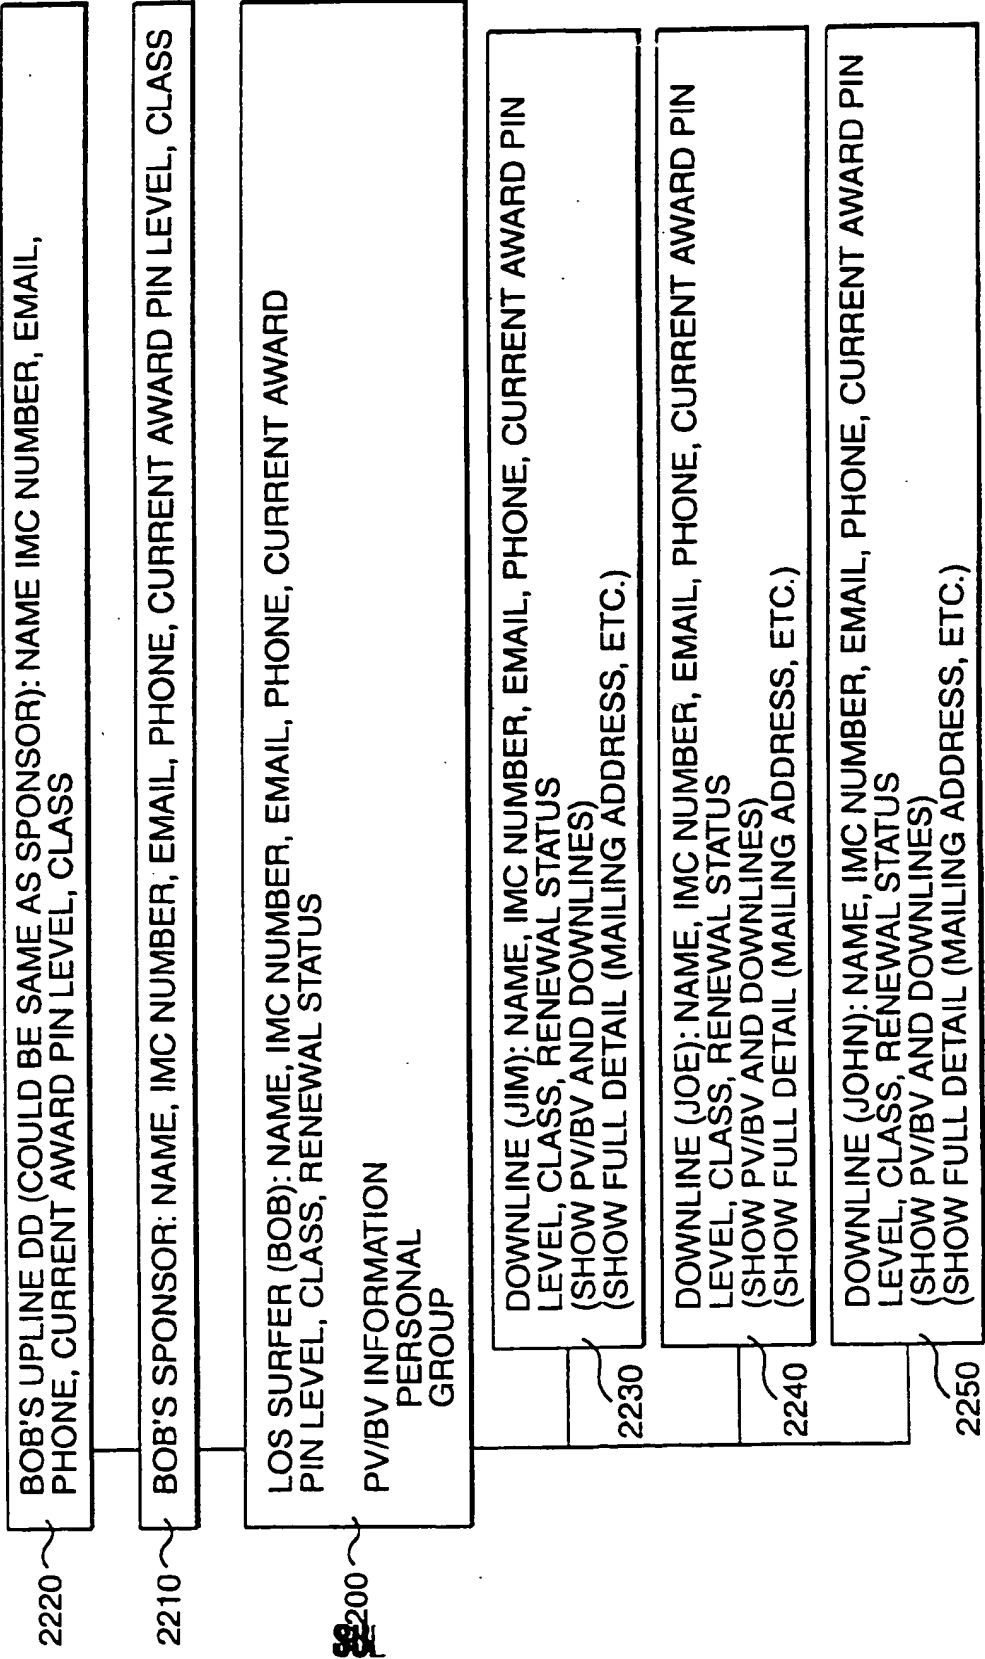 2220
BOB'S UPLINE DD (COULD BE SAME AS SPONSOR): NAME IMC NUMBER, EMAIL,
PHONE, CURRENT AWARD PIN LEVEL, CLASS
2210
BOB'S SPONSOR: NAME, IMC NUMBER, EMAIL, PHONE, CURRENT AWARD PIN LEVEL, CLASS
LOS SURFER (BOB): NAME, IMC NUMBER, EMAIL, PHONE, CURRENT AWARD
PIN LEVEL, CLASS, RENEWAL STATUS
PV/BV INFORMATION
PERSONAL
GROUP
2230
DOWNLINE (JIM): NAME, IMC NUMBER, EMAIL, PHONE, CURRENT AWARD PIN
LEVEL, CLASS, RENEWAL STATUS
(SHOW PV/BV AND DOWNLINES)
(SHOW FULL DETAIL (MAILING ADDRESS, ETC.)
2240
DOWNLINE (JOE): NAME, IMC NUMBER, EMAIL, PHONE, CURRENT AWARD PIN
LEVEL, CLASS, RENEWAL STATUS
(SHOW PV/BV AND DOWNLINES)
(SHOW FULL DETAIL (MAILING ADDRESS, ETC.)
2250
DOWNLINE (JOHN): NAME, IMC NUMBER, EMAIL, PHONE, CURRENT AWARD PIN
LEVEL, CLASS, RENEWAL STATUS
(SHOW PV/BV AND DOWNLINES)
(SHOW FULL DETAIL (MAILING ADDRESS, ETC.)